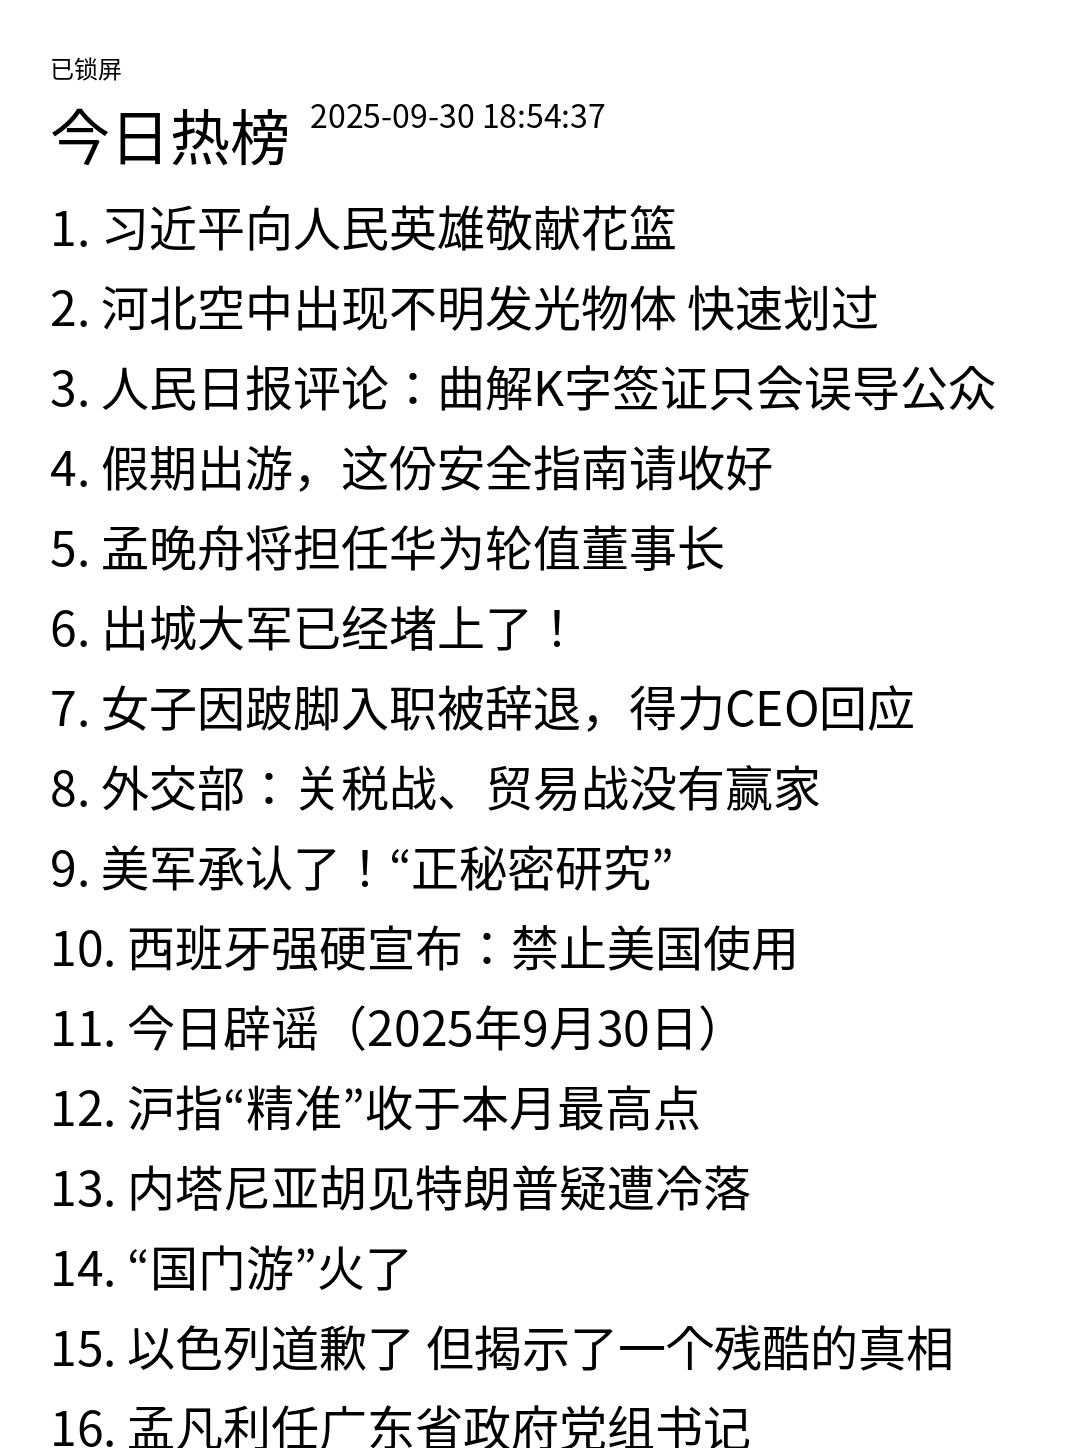 已锁屏
今日热榜 2025-09-30 18:54:37
1. 习近平向人民英雄敬献花篮
2. 河北空中出现不明发光物体 快速划过
3. 人民日报评论：曲解K字签证只会误导公众
4. 假期出游，这份安全指南请收好
5. 孟晚舟将担任华为轮值董事长
6. 出城大军已经堵上了！
7. 女子因跛脚入职被辞退，得力CEO回应
8. 外交部：关税战、贸易战没有赢家
9. 美军承认了！“正秘密研究”
10. 西班牙强硬宣布：禁止美国使用
11. 今日辟谣（2025年9月30日）
12. 沪指“精准”收于本月最高点
13. 内塔尼亚胡见特朗普疑遭冷落
14. “国门游”火了
15. 以色列道歉了 但揭示了一个残酷的真相
16. 孟凡利任广东省政府党组书记